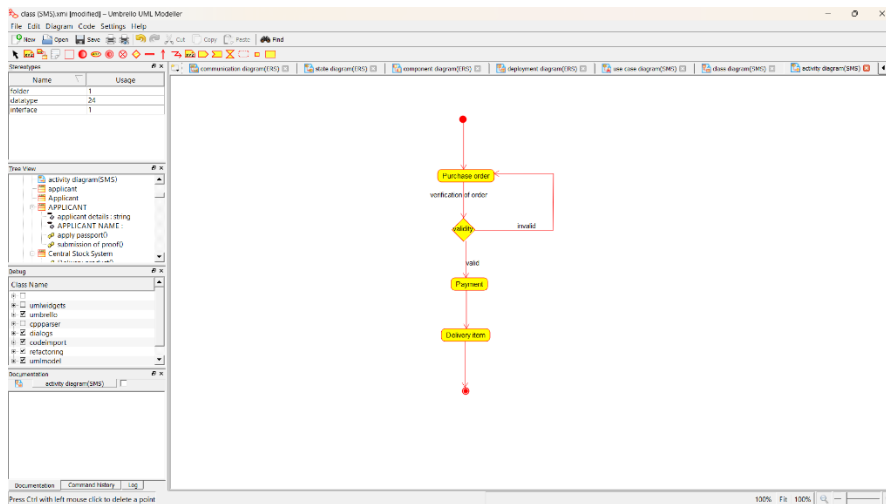 class (SMS).xmi [modified] – Umbrello UML Modeller
File Edit Diagram Code Settings Help
New Open Save Cut Copy Paste Find
Stereotypes
Name Usage
folder 1
datatype 24
interface 1
communication diagram(ERS) state diagram(ERS) component diagram(ERS) deployment diagram(ERS) use case diagram(SMS) class diagram(SMS) activity diagram(SMS)
Tree View
activity diagram(SMS)
applicant
Applicant
APPLICANT
applicant details : string
APPLICANT NAME :
apply passport()
submission of proof()
Central Stock System
Debug
Class Name
umlwidgets
umbrello
cppparser
dialogs
codeimport
refactoring
umlmodel
Documentation
activity diagram(SMS)
Purchase order
verification of order
validity
invalid
valid
Payment
Delivery item
Documentation Command history Log
Press Ctrl with left mouse click to delete a point
100% Fit 100%